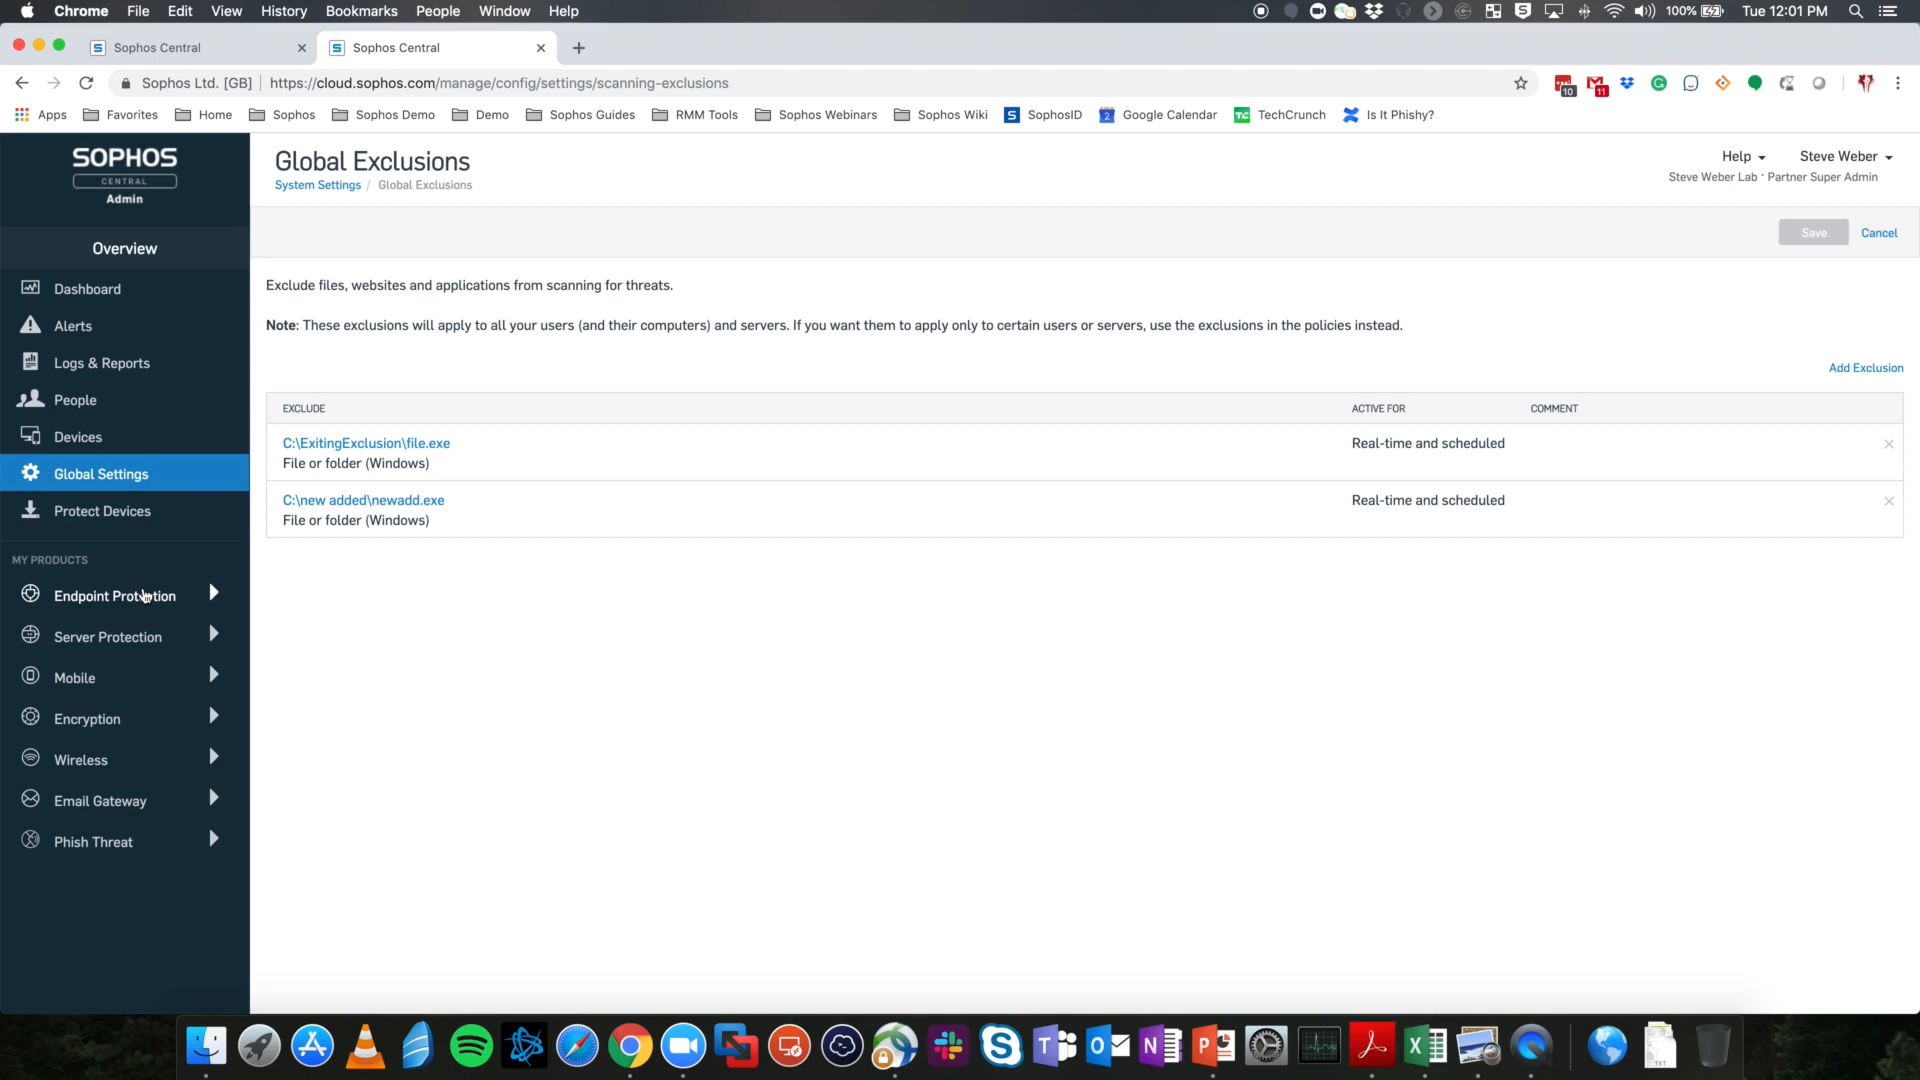 Chrome File Edit View History Bookmarks People Window Help 100% Tue 12:01 PM
Sophos Central Sophos Central
Sophos Ltd. [GB] https://cloud.sophos.com/manage/config/settings/scanning-exclusions 10 11
Apps Favorites Home Sophos Sophos Demo Demo Sophos Guides RMM Tools Sophos Webinars Sophos Wiki SophosID Google Calendar TechCrunch Is It Phishy?
SOPHOS
CENTRAL
Admin
Overview
Dashboard
Alerts
Logs & Reports
People
Devices
Global Settings
Protect Devices
MY PRODUCTS
Endpoint Protection
Server Protection
Mobile
Encryption
Wireless
Email Gateway
Phish Threat
Global Exclusions
System Settings / Global Exclusions
Help Steve Weber
Steve Weber Lab · Partner Super Admin
Save Cancel
Exclude files, websites and applications from scanning for threats.
Note: These exclusions will apply to all your users (and their computers) and servers. If you want them to apply only to certain users or servers, use the exclusions in the policies instead.
Add Exclusion
EXCLUDE ACTIVE FOR COMMENT
C:\ExitingExclusion\file.exe Real-time and scheduled
File or folder (Windows)
C:\new added\newadd.exe Real-time and scheduled
File or folder (Windows)